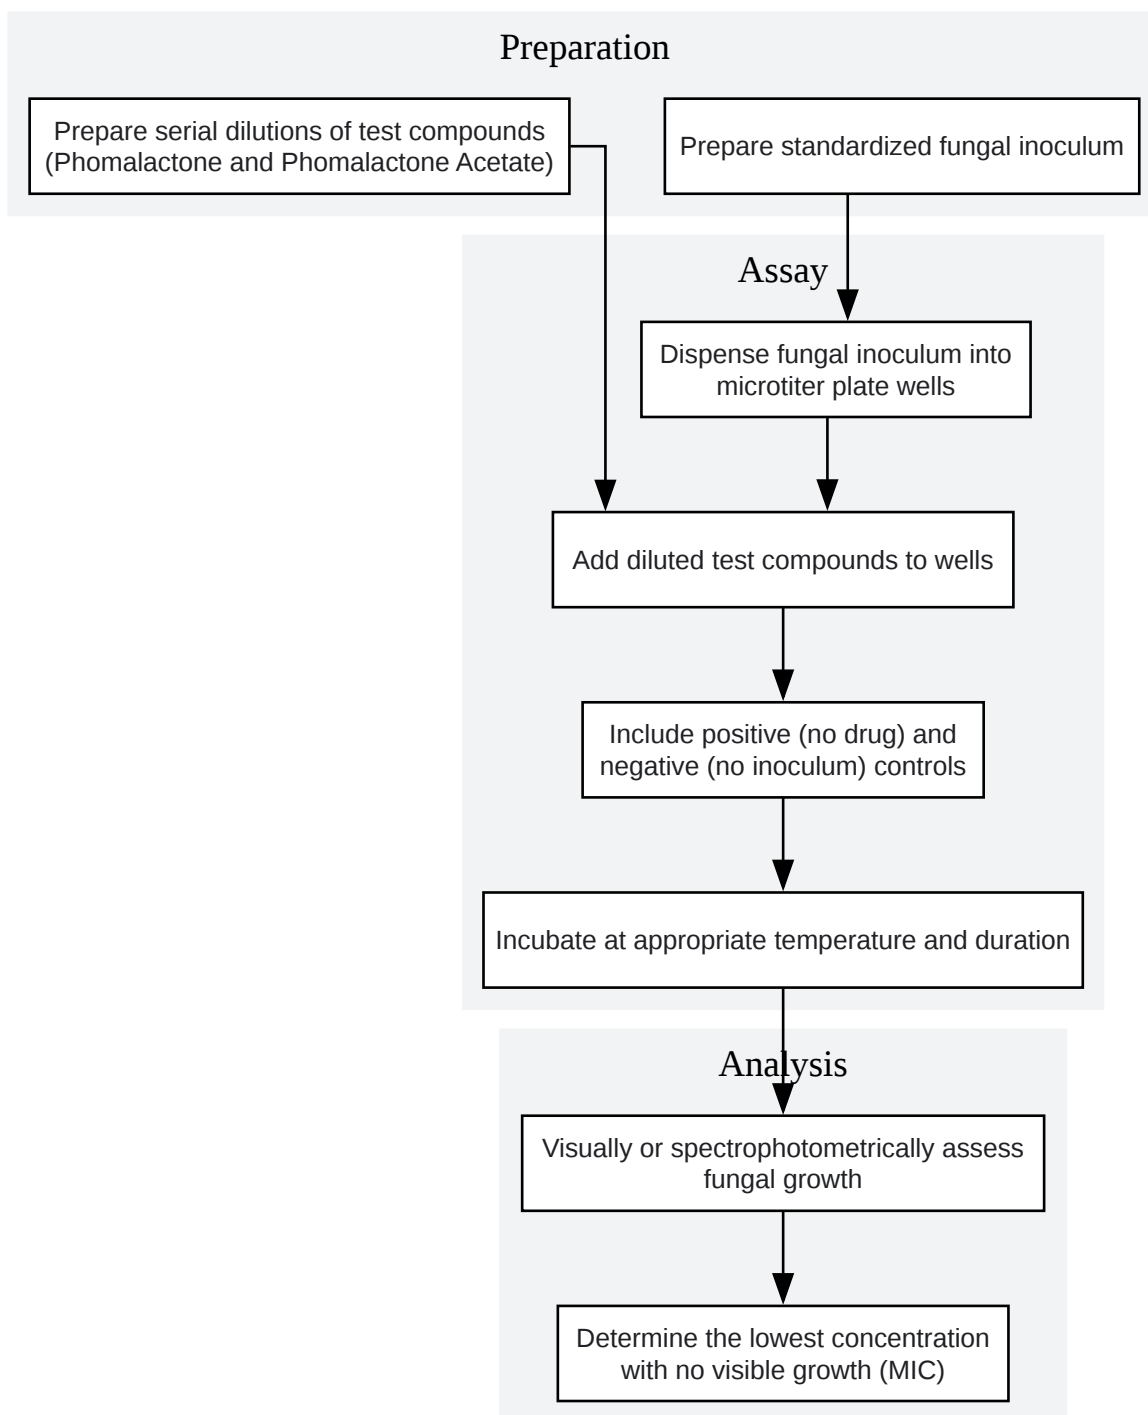 Preparation
Prepare serial dilutions of test compounds
(Phomalactone and Phomalactone Acetate)
Prepare standardized fungal inoculum
Assay
Dispense fungal inoculum into
microtiter plate wells
Add diluted test compounds to wells
Include positive (no drug) and
negative (no inoculum) controls
Incubate at appropriate temperature and duration
Analysis
Visually or spectrophotometrically assess
fungal growth
Determine the lowest concentration
with no visible growth (MIC)